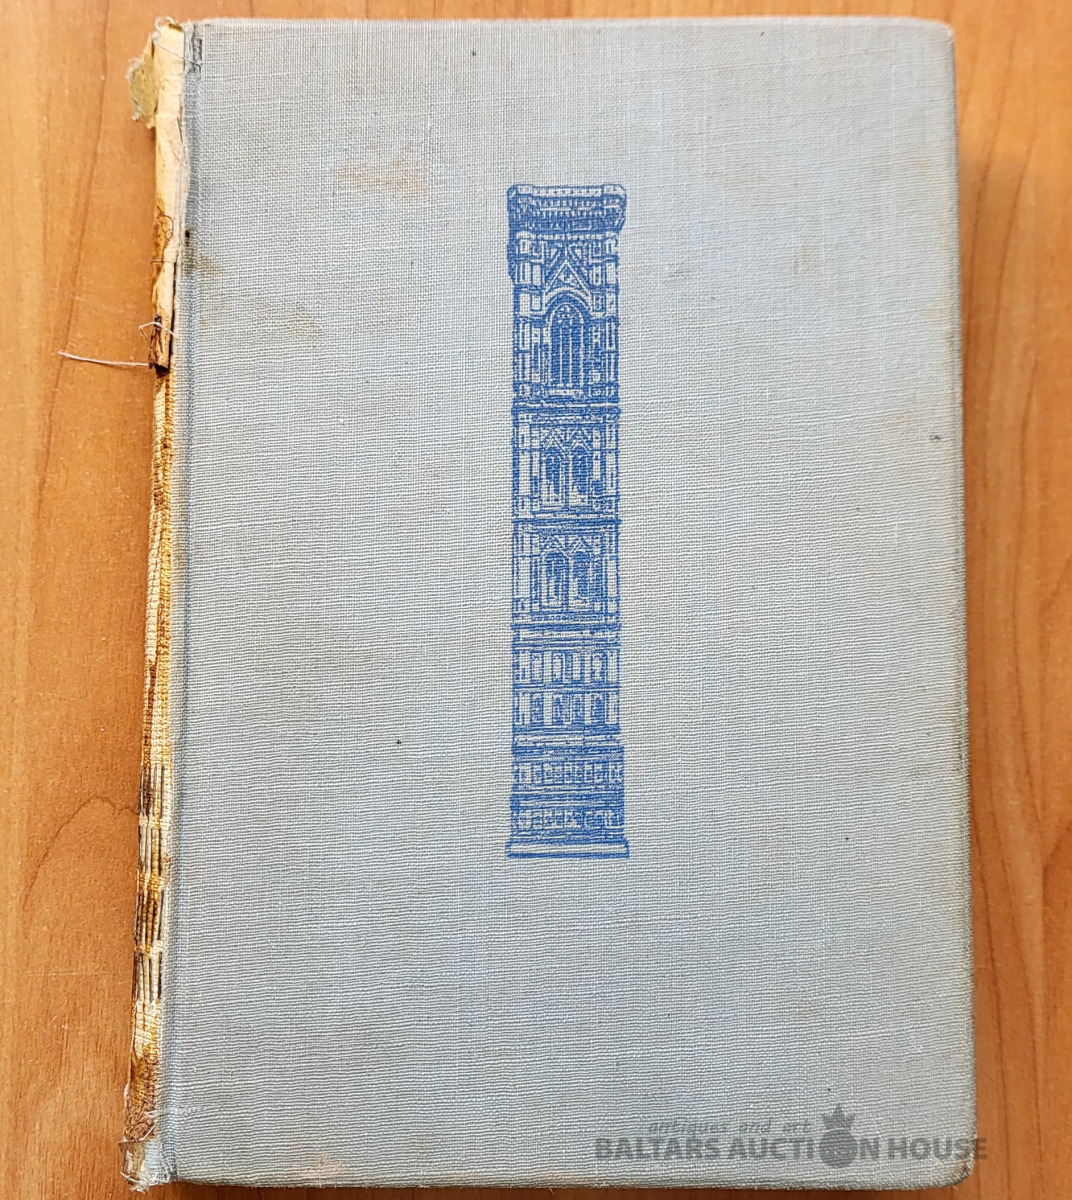 antiques and art
BALTARS AUCTION HOUSE